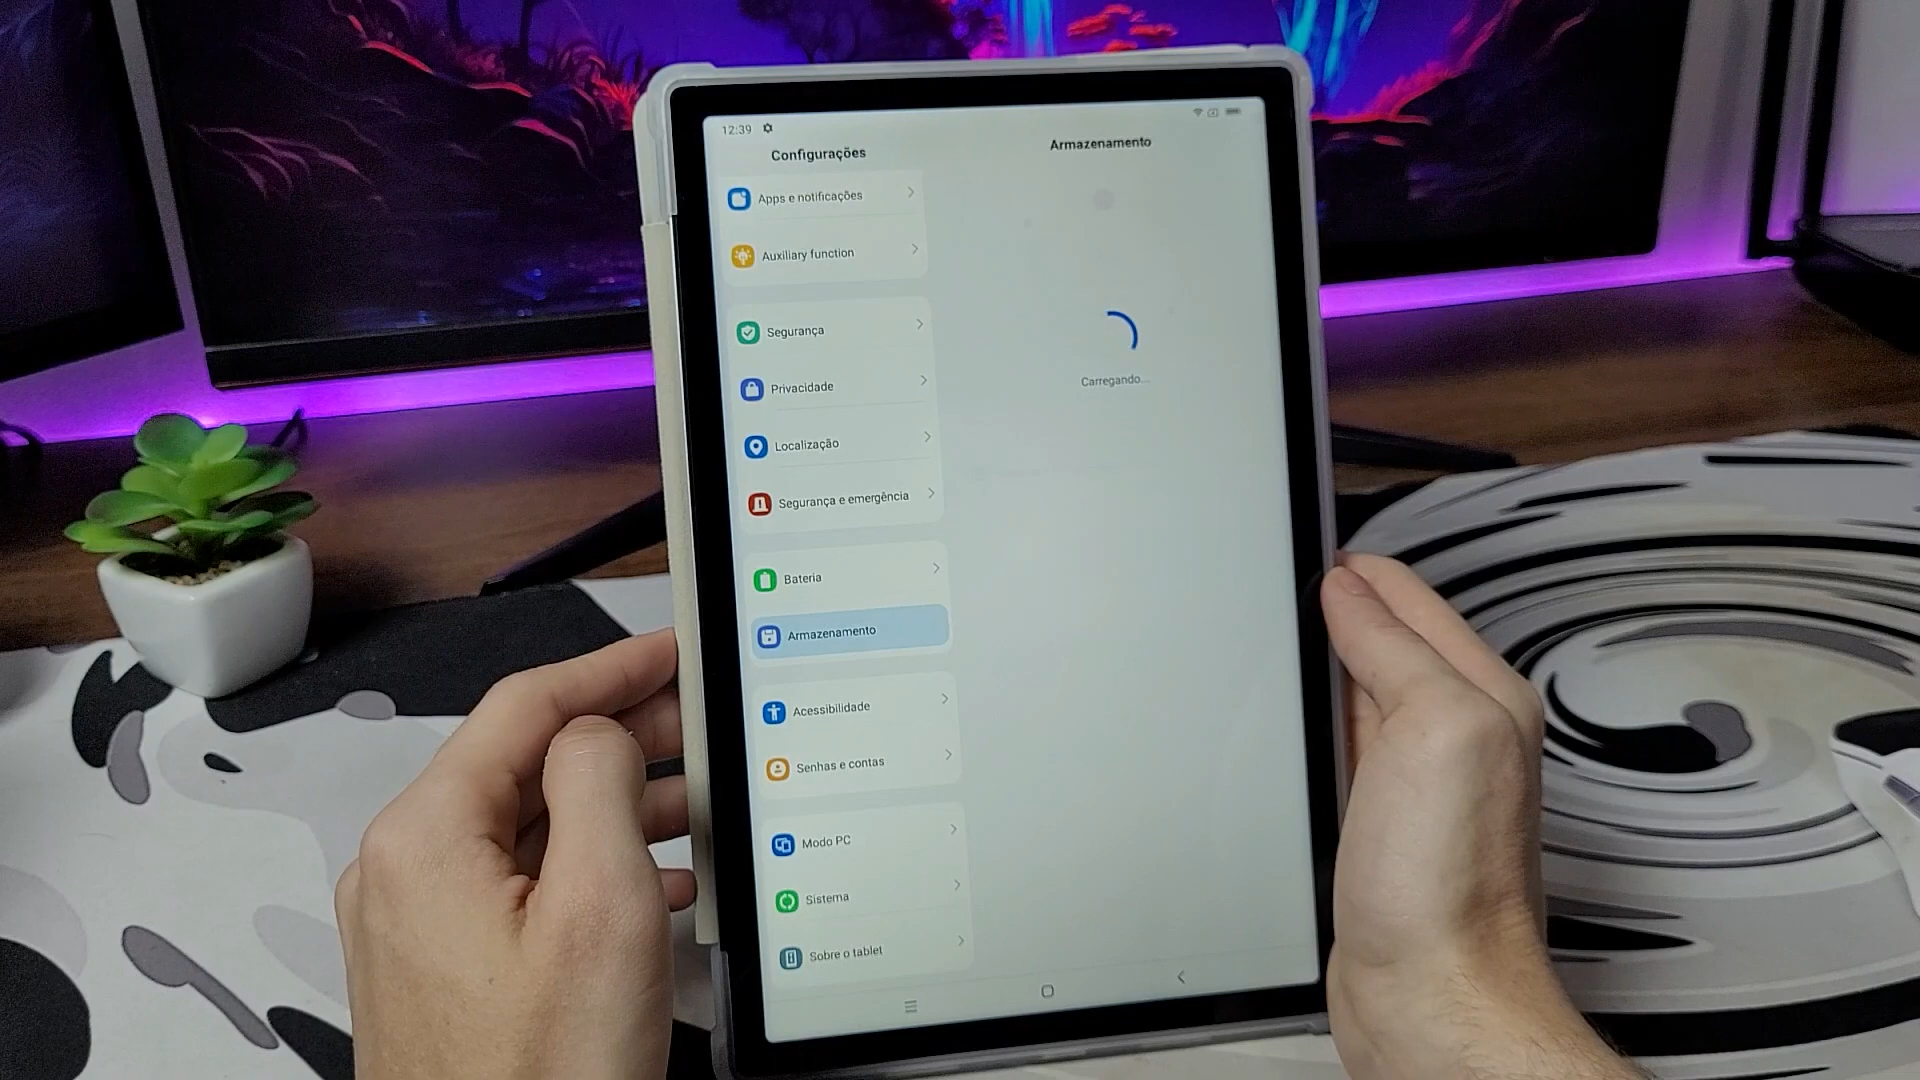 12:39
Configurações
Apps e notificações
Auxiliary function
Segurança
Privacidade
Localização
Segurança e emergência
Bateria
Armazenamento
Acessibilidade
Senhas e contas
Modo PC
Sistema
Sobre o tablet
Armazenamento
Carregando...